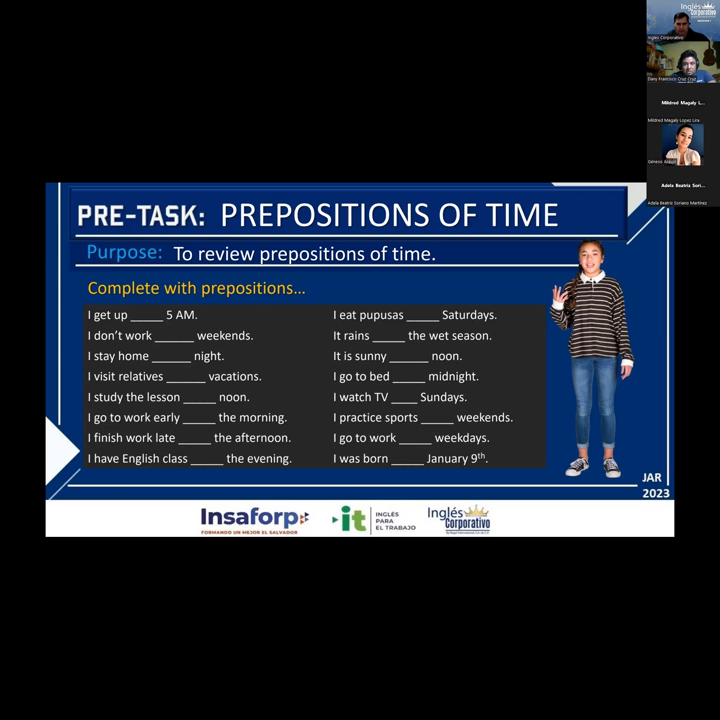 PRE-TASK: PREPOSITIONS OF TIME
Purpose: To review prepositions of time.
Complete with prepositions...
I get up _____ 5 AM.
I don't work ______ weekends.
I stay home ______ night.
I visit relatives ______ vacations.
I study the lesson _____ noon.
I go to work early _____ the morning.
I finish work late _____ the afternoon.
I have English class _____ the evening.
I eat pupusas _____ Saturdays.
It rains _____ the wet season.
It is sunny ______ noon.
I go to bed _____ midnight.
I watch TV ____ Sundays.
I practice sports _____ weekends.
I go to work _____ weekdays.
I was born _____ January 9th.
JAR
2023
Insaforp
FORMANDO UN MEJOR EL SALVADOR
it
INGLÉS
PARA
EL TRABAJO
Inglés
Corporativo
Inglés
Corporativo
Inglés Corporativo
Dany Francisco Cruz Cruz
Mildred Magaly L...
Mildred Magaly Lopez Lira
Génesis
Adela Beatriz Sori...
Adela Beatriz Soriano Martínez